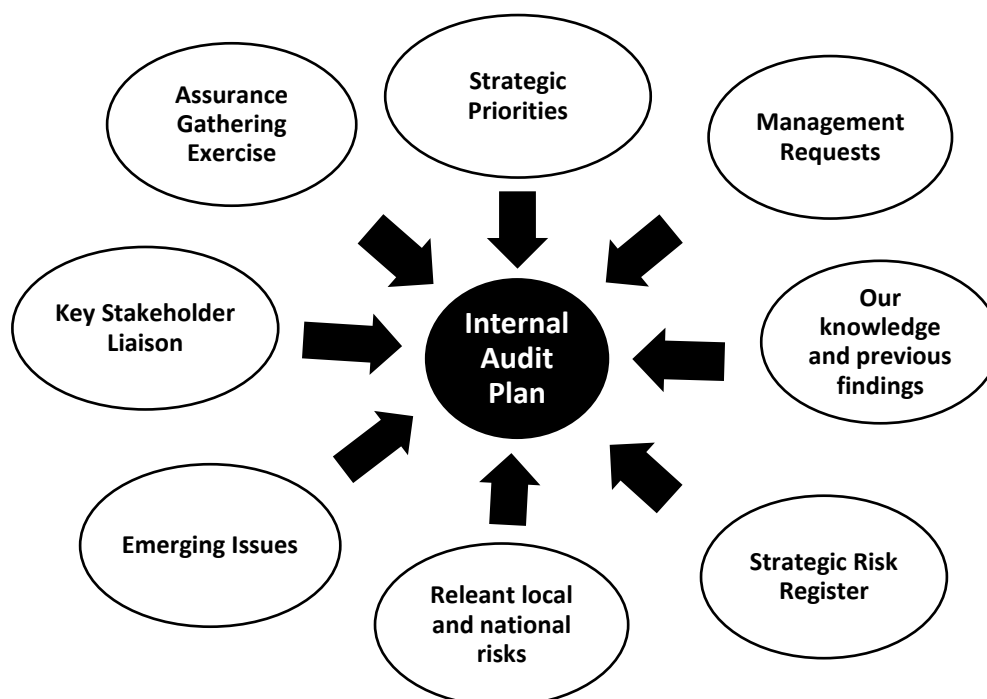 Assurance
Gathering
Exercise
Strategic
Priorities
Management
Requests
Key Stakeholder
Liaison
Internal
Audit
Plan
Our
knowledge
and previous
findings
Emerging Issues
Releant local
and national
risks
Strategic Risk
Register